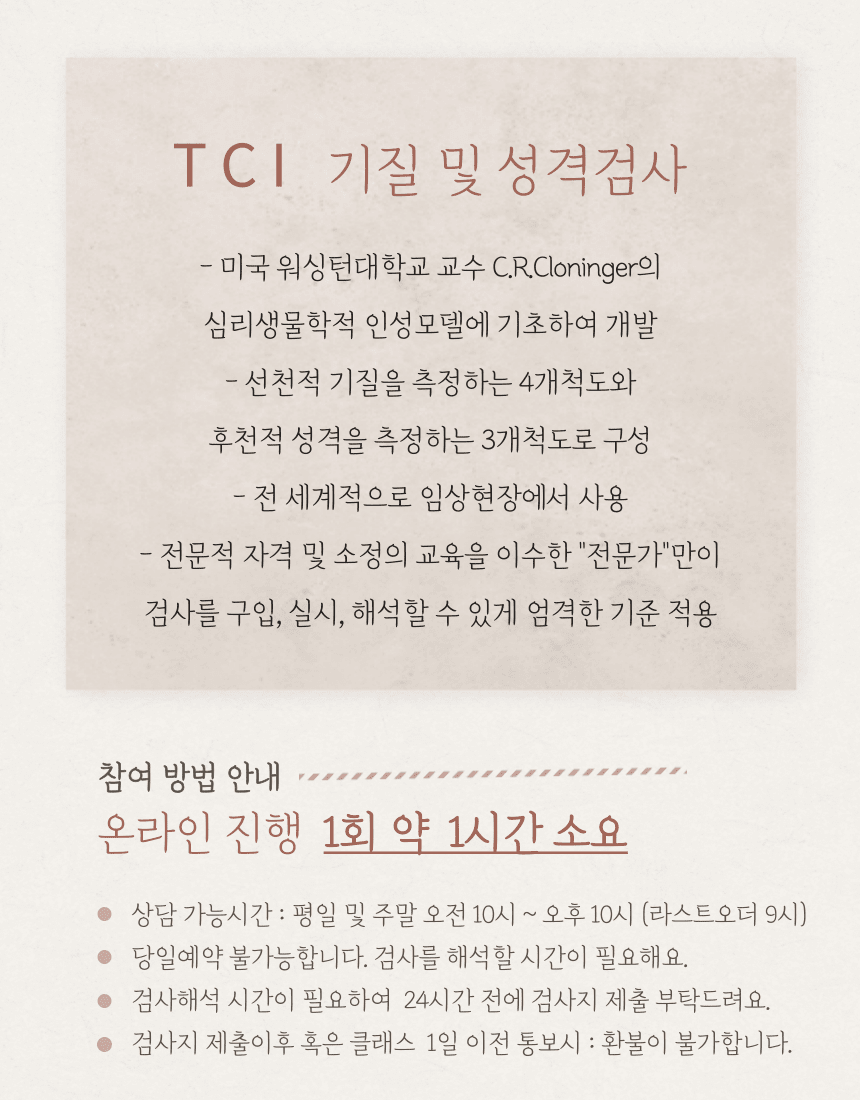 TCI 기질 및 성격검사
- 미국 워싱턴대학교 교수 C.R.Cloninger의
심리생물학적 인성모델에 기초하여 개발
- 선천적 기질을 측정하는 4개척도와
후천적 성격을 측정하는 3개척도로 구성
- 전 세계적으로 임상현장에서 사용
- 전문적 자격 및 소정의 교육을 이수한 "전문가"만이
검사를 구입, 실시, 해석할 수 있게 엄격한 기준 적용
참여 방법 안내
온라인 진행 1회 약 1시간 소요
상담 가능시간 : 평일 및 주말 오전 10시 ~ 오후 10시 (라스트오더 9시)
당일예약 불가능합니다. 검사를 해석할 시간이 필요해요.
검사해석 시간이 필요하여 24시간 전에 검사지 제출 부탁드려요.
검사지 제출이후 혹은 클래스 1일 이전 통보시 : 환불이 불가합니다.